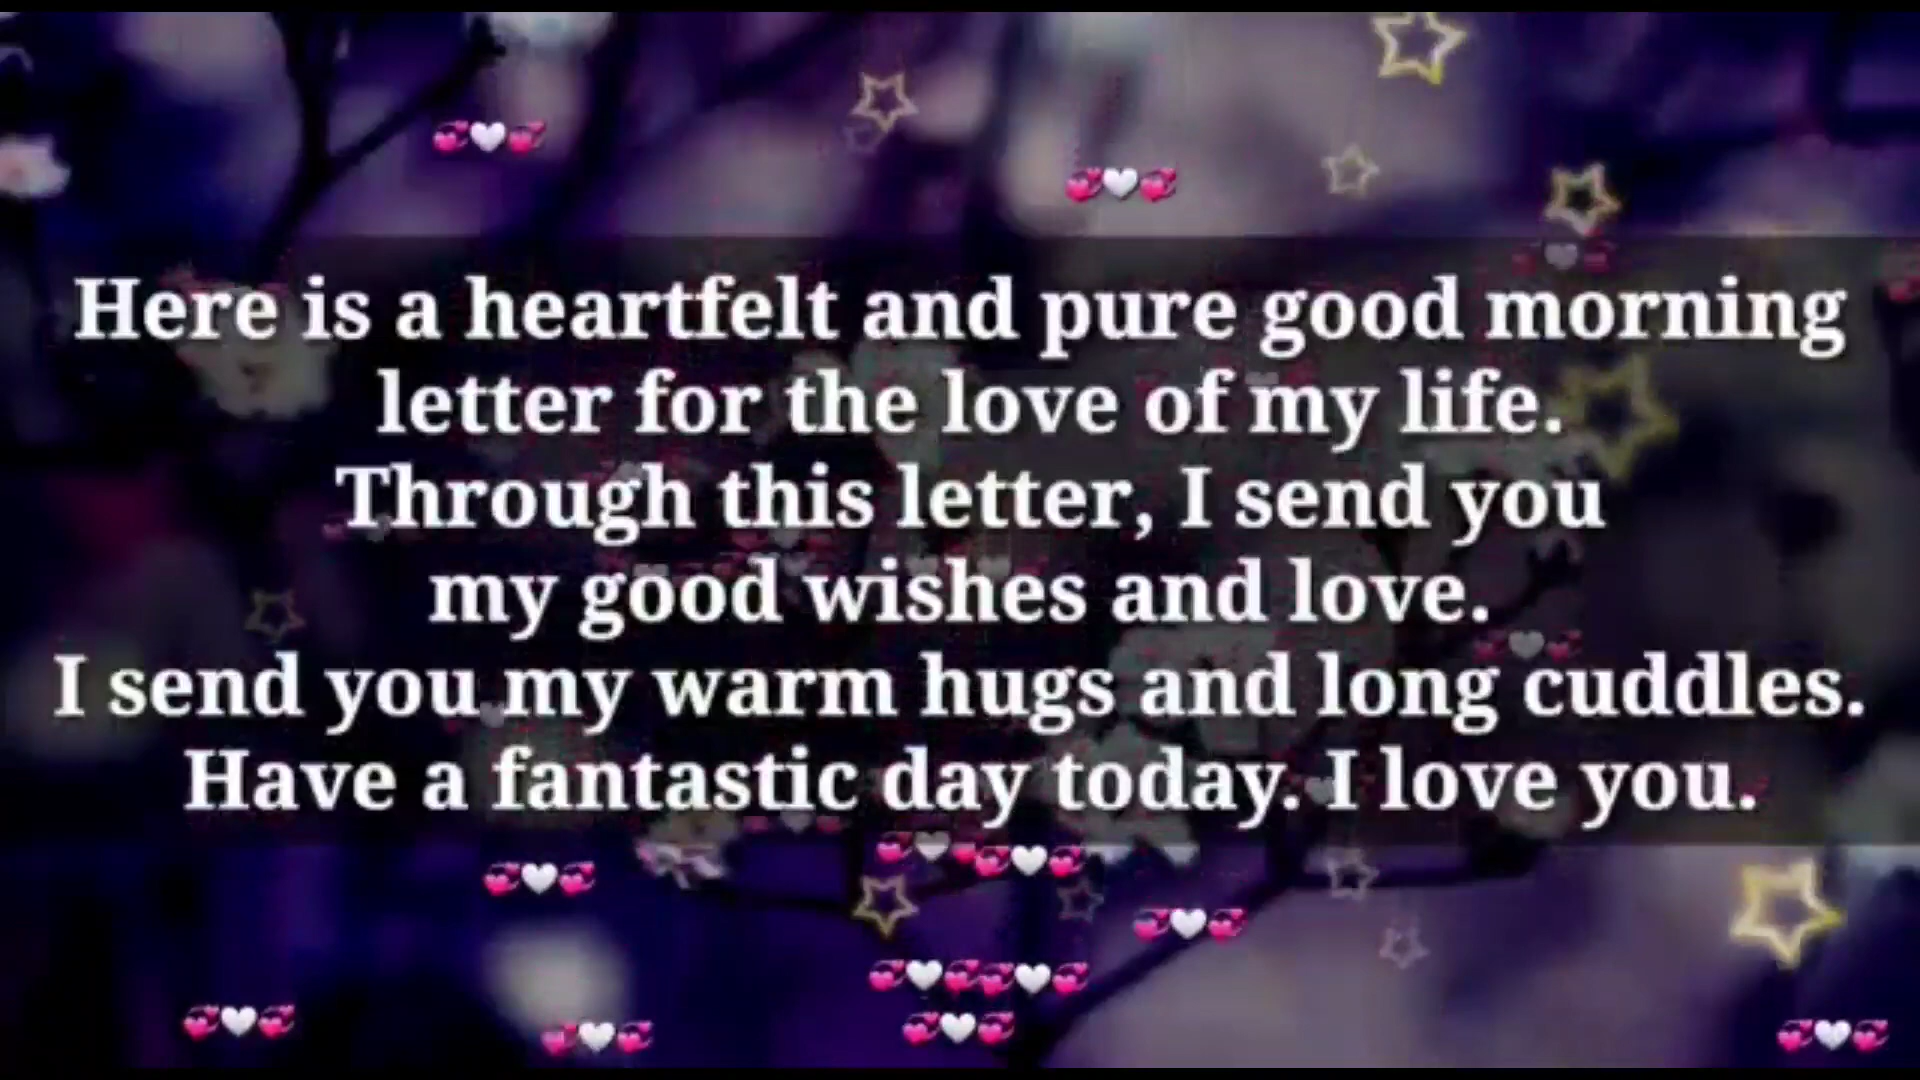 Here is a heartfelt and pure good morning
letter for the love of my life.
Through this letter, I send you
my good wishes and love.
I send you my warm hugs and long cuddles.
Have a fantastic day today. I love you.